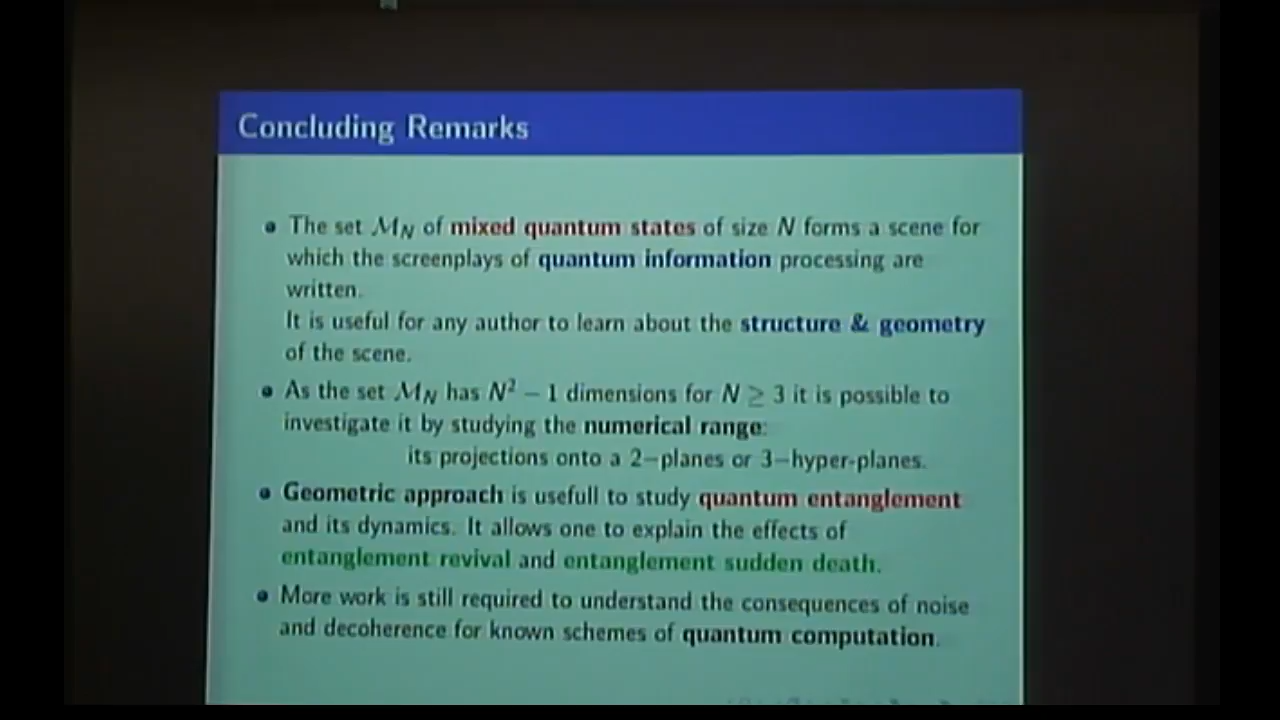 Concluding Remarks
• The set M_N of mixed quantum states of size N forms a scene for
which the screenplays of quantum information processing are
written.
It is useful for any author to learn about the structure & geometry
of the scene.
• As the set M_N has N² − 1 dimensions for N ≥ 3 it is possible to
investigate it by studying the numerical range:
its projections onto a 2−planes or 3−hyper-planes.
• Geometric approach is usefull to study quantum entanglement
and its dynamics. It allows one to explain the effects of
entanglement revival and entanglement sudden death.
• More work is still required to understand the consequences of noise
and decoherence for known schemes of quantum computation.